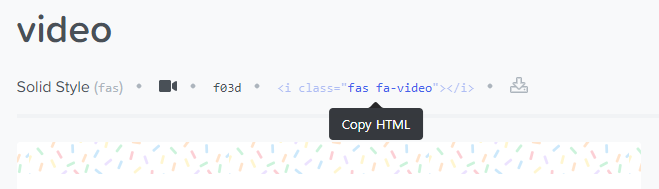 video
Solid Style (fas) • f03d • <i class="fas fa-video"></i> •
Copy HTML